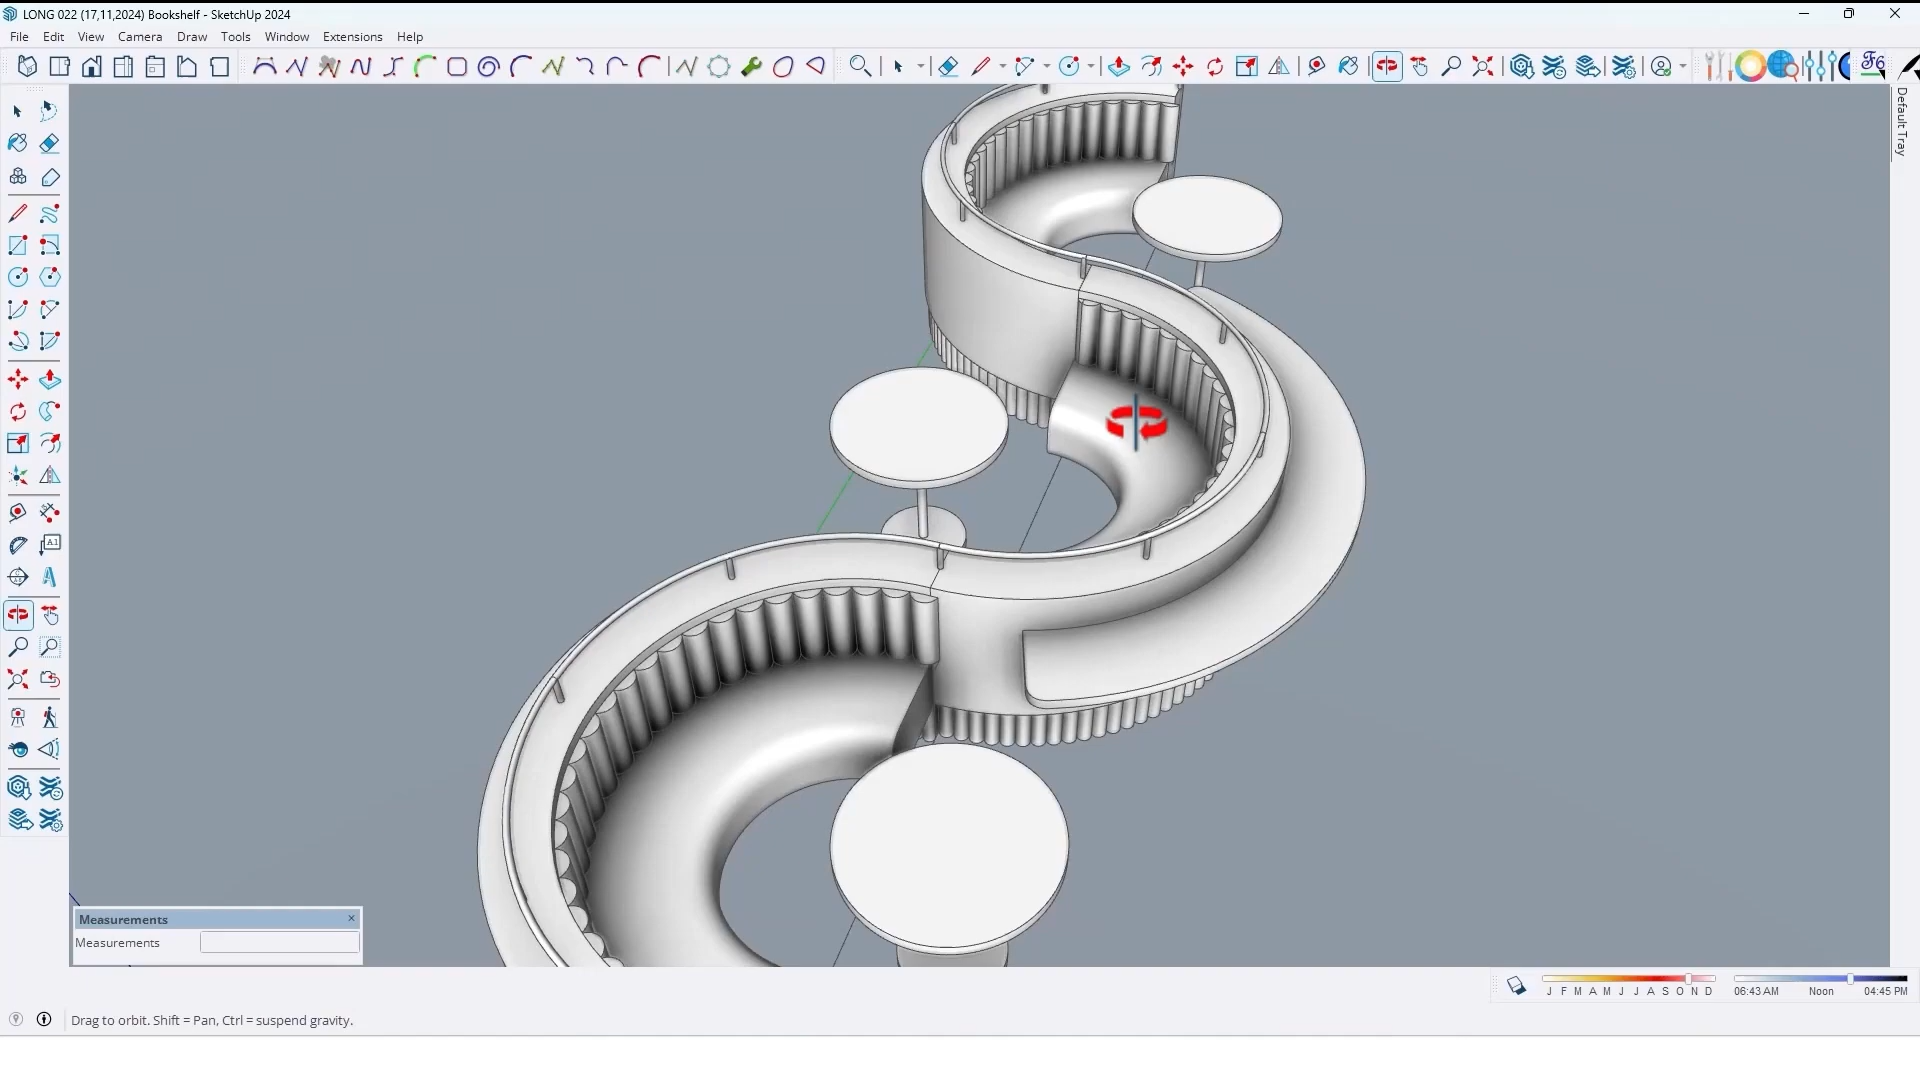 LONG 022 (17,11,2024) Bookshelf - SketchUp 2024
File Edit View Camera Draw Tools Window Extensions Help
Default Tray
Measurements
Measurements
J F M A M J J A S O N D
06:43 AM Noon 04:45 PM
Drag to orbit. Shift = Pan, Ctrl = suspend gravity.